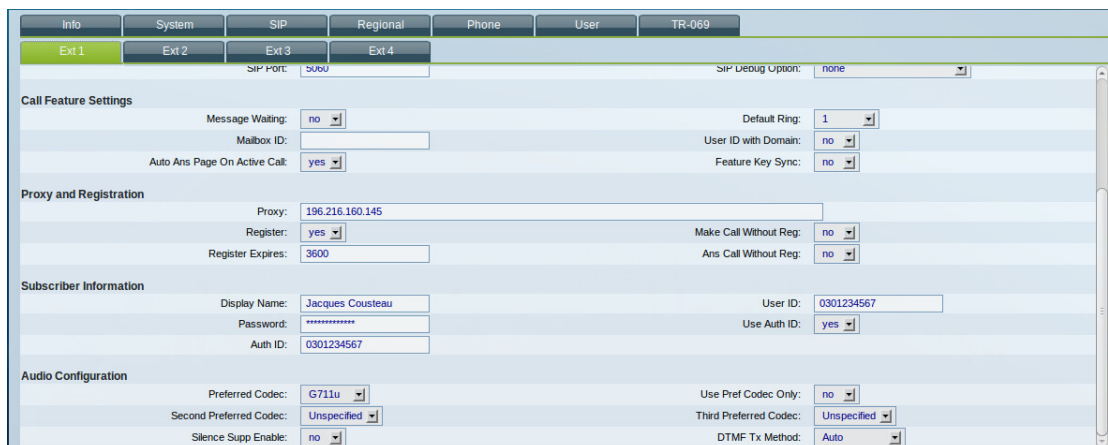 Info System SIP Regional Phone User TR-069
Ext 1 Ext 2 Ext 3 Ext 4
SIP Port: 5060 SIP Debug Option: none
Call Feature Settings
Message Waiting: no Default Ring: 1
Mailbox ID: User ID with Domain: no
Auto Ans Page On Active Call: yes Feature Key Sync: no
Proxy and Registration
Proxy: 196.216.160.145
Register: yes Make Call Without Reg: no
Register Expires: 3600 Ans Call Without Reg: no
Subscriber Information
Display Name: Jacques Cousteau User ID: 0301234567
Password: ************* Use Auth ID: yes
Auth ID: 0301234567
Audio Configuration
Preferred Codec: G711u Use Pref Codec Only: no
Second Preferred Codec: Unspecified Third Preferred Codec: Unspecified
Silence Supp Enable: no DTMF Tx Method: Auto